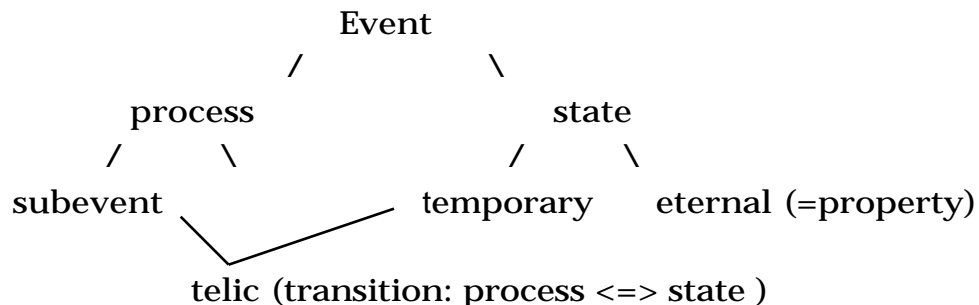 Event
process state
subevent temporary eternal (=property)
telic (transition: process <=> state )